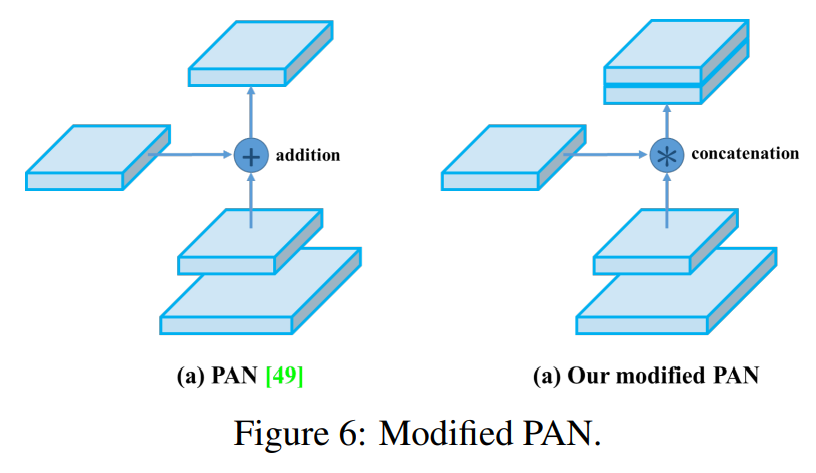 + addition
* concatenation
(a) PAN [49]
(a) Our modified PAN
Figure 6: Modified PAN.